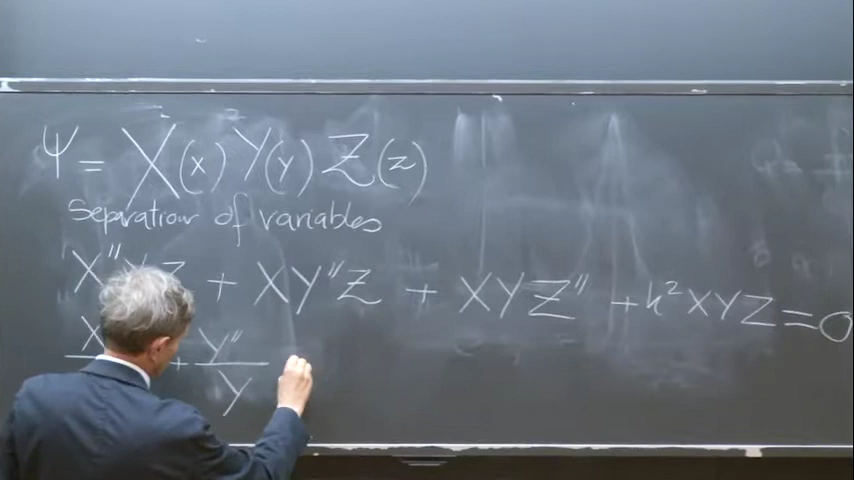 Ψ = X(x) Y(y) Z(z)
Separation of variables
X"YZ + XY"Z + XYZ" + k²XYZ = 0
X + Y"/Y